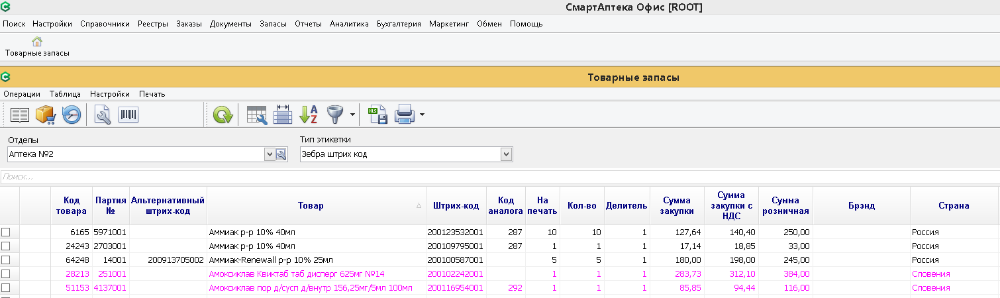 СмартАптека Офис [ROOT]
Поиск Настройки Справочники Реестры Заказы Документы Запасы Отчеты Аналитика Бухгалтерия Маркетинг Обмен Помощь
Товарные запасы
Товарные запасы
Операции Таблица Настройки Печать
A
Z
XLS
Отделы Тип этикетки
Аптека №2 Зебра штрих код
Поиск...
Код товара Партия № Альтернативный штрих-код Товар Штрих-код Код аналога На печать Кол-во Делитель Сумма закупки Сумма закупки с НДС Сумма розничная Брэнд Страна
6165 5971001 Аммиак р-р 10% 40мл 200123532001 287 10 10 1 127,64 140,40 250,00 Россия
24243 2703001 Аммиак р-р 10% 40мл 200109795001 287 1 1 1 17,14 18,85 33,00 Россия
64248 14001 200913705002 Аммиак-Renewall р-р 10% 25мл 200100587001 5 5 1 180,00 198,00 245,00 Россия
28213 251001 Амоксиклав Квиктаб таб дисперг 625мг №14 200102242001 1 1 1 283,73 312,10 384,00 Словения
51153 4137001 Амоксиклав пор д/сусп д/внутр 156,25мг/5мл 100мл 200116954001 292 1 1 1 85,85 94,44 116,00 Словения